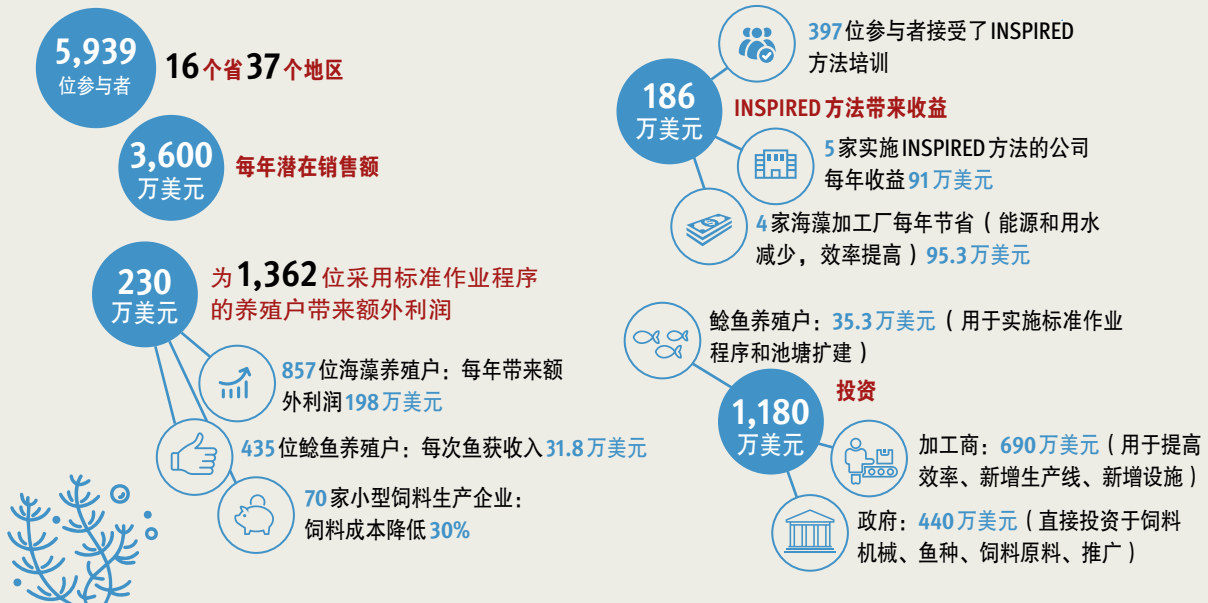 5,939
位参与者
16个省37个地区
3,600
万美元
每年潜在销售额
230
万美元
为1,362位采用标准作业程序
的养殖户带来额外利润
857位海藻养殖户：每年带来额
外利润198万美元
435位鲶鱼养殖户：每次鱼获收入31.8万美元
70家小型饲料生产企业：
饲料成本降低30%
397位参与者接受了INSPIRED
方法培训
186
万美元
INSPIRED方法带来收益
5家实施INSPIRED方法的公司
每年收益91万美元
4家海藻加工厂每年节省（能源和用水
减少，效率提高）95.3万美元
鲶鱼养殖户：35.3万美元（用于实施标准作业
程序和池塘扩建）
1,180
万美元
投资
加工商：690万美元（用于提高
效率、新增生产线、新增设施）
政府：440万美元（直接投资于饲料
机械、鱼种、饲料原料、推广）